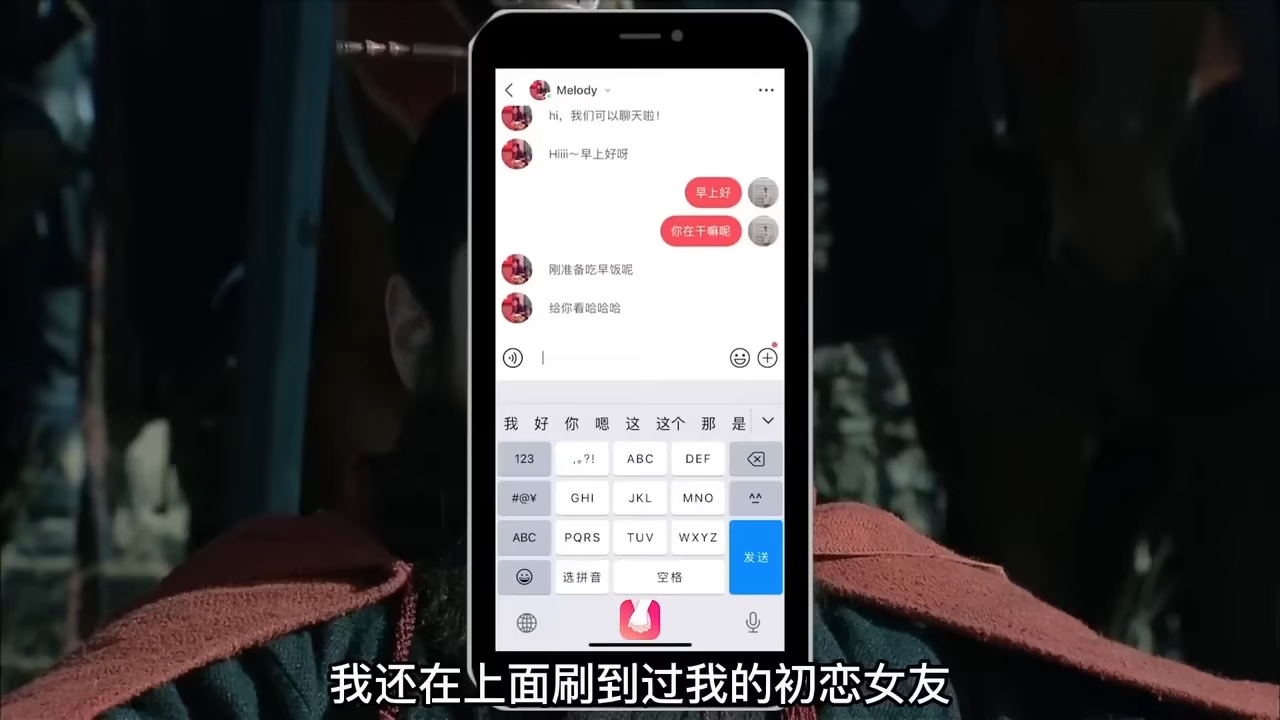 Melody
hi，我们可以聊天啦！
Hiiii～早上好呀
早上好
你在干嘛呢
刚准备吃早饭呢
给你看哈哈哈
我 好 你 嗯 这 这个 那 是
123 ,。?! ABC DEF
#@¥ GHI JKL MNO ^^
ABC PQRS TUV WXYZ
发送
选拼音 空格
我还在上面刷到过我的初恋女友